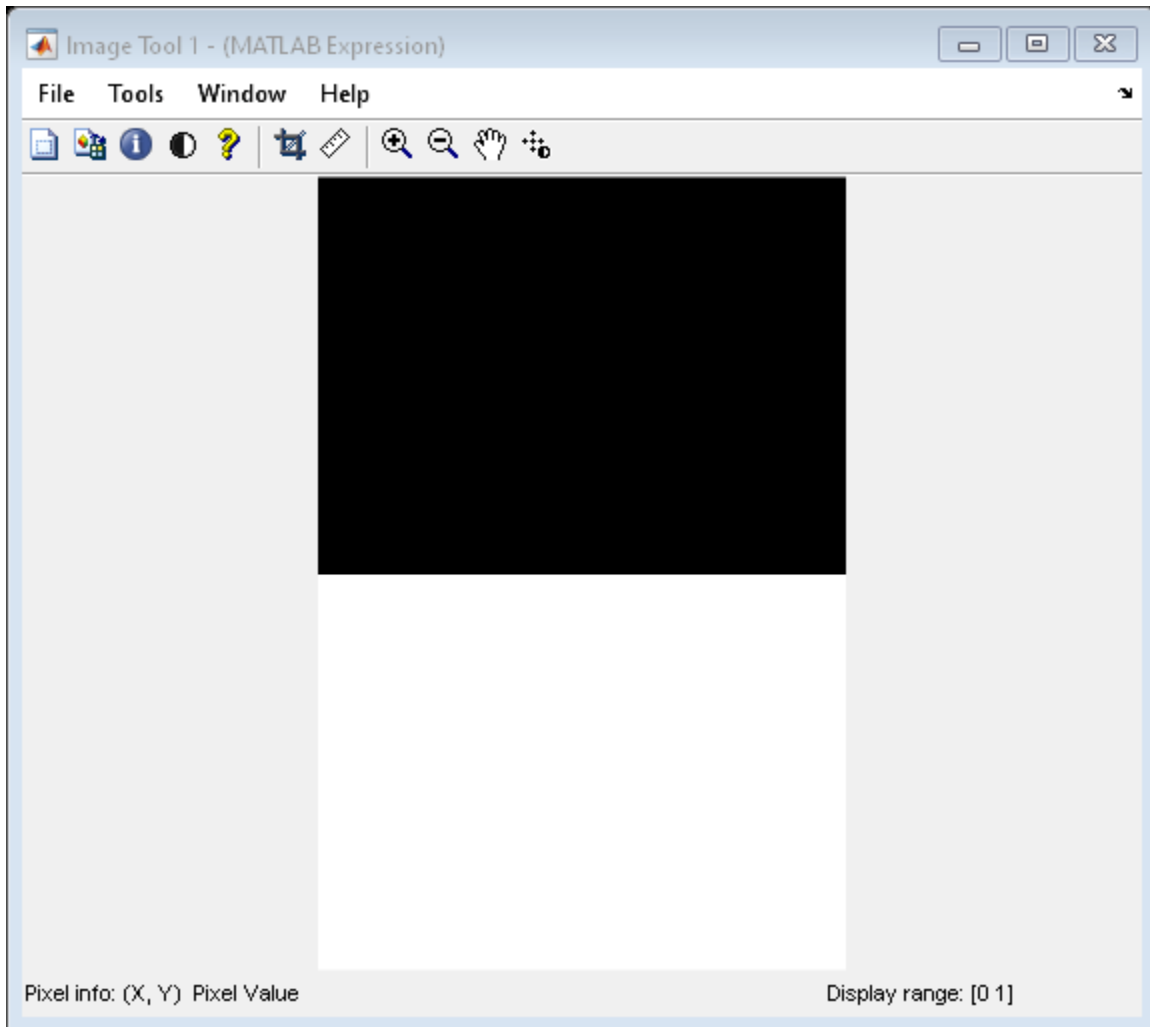 Image Tool 1 - (MATLAB Expression)
File Tools Window Help
Pixel info: (X, Y) Pixel Value
Display range: [0 1]